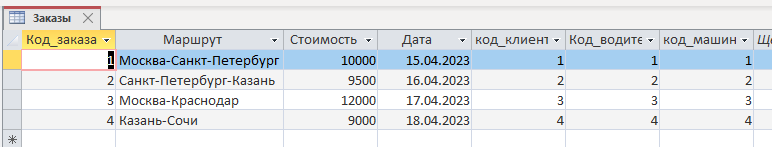 Заказы
Код_заказа Маршрут Стоимость Дата код_клиент Код_водите код_машин
1 Москва-Санкт-Петербург 10000 15.04.2023 1 1 1
2 Санкт-Петербург-Казань 9500 16.04.2023 2 2 2
3 Москва-Краснодар 12000 17.04.2023 3 3 3
4 Казань-Сочи 9000 18.04.2023 4 4 4